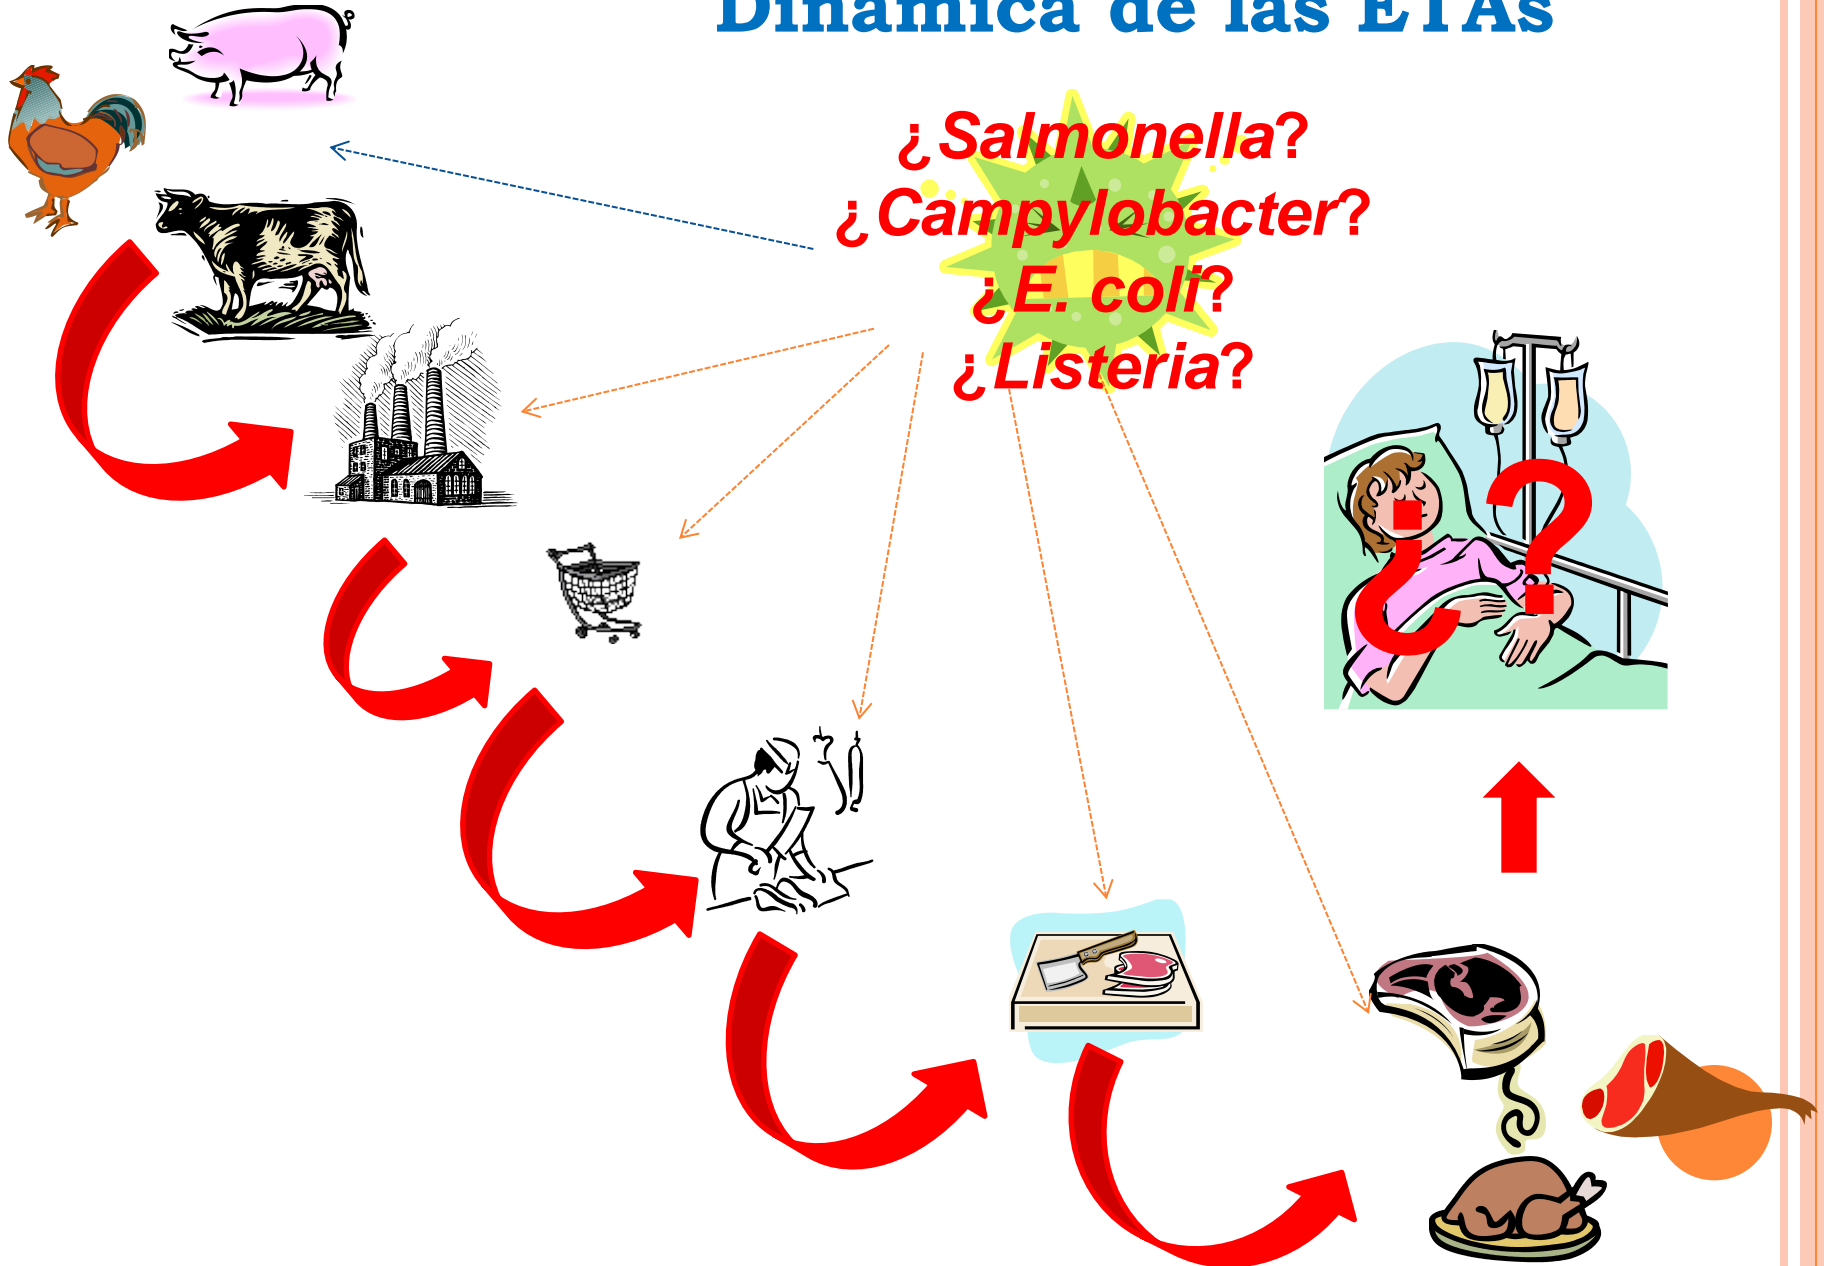 Dinámica de las ETAs
¿Salmonella?
¿Campylobacter?
¿E. coli?
¿Listeria?
¿?